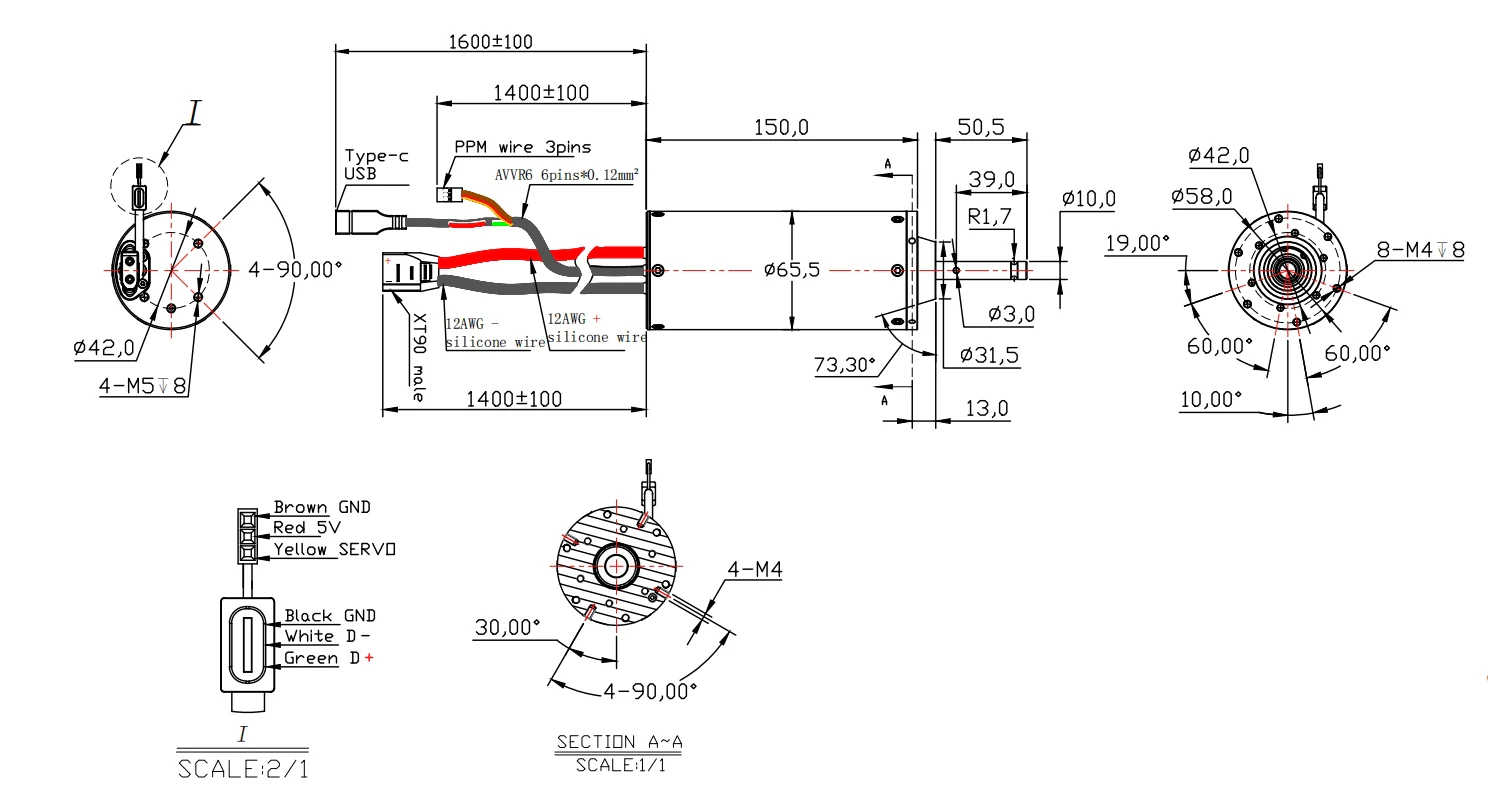 1600±100
1400±100
I
PPM wire 3pins
Type-c
USB
AVVR6 6pins*0.12mm²
150,0
50,5
A
39,0
R1,7
Ø10,0
Ø42,0
Ø58,0
19,00°
8-M4↧8
4-90,00°
Ø65,5
+
-
12AWG -
silicone wire
12AWG +
silicone wire
XT90 male
Ø3,0
Ø31,5
73,30°
60,00°
60,00°
Ø42,0
4-M5↧8
1400±100
A
13,0
10,00°
Brown GND
Red 5V
Yellow SERVO
Black GND
White D-
Green D+
4-M4
30,00°
4-90,00°
I
SCALE:2/1
SECTION A~A
SCALE:1/1